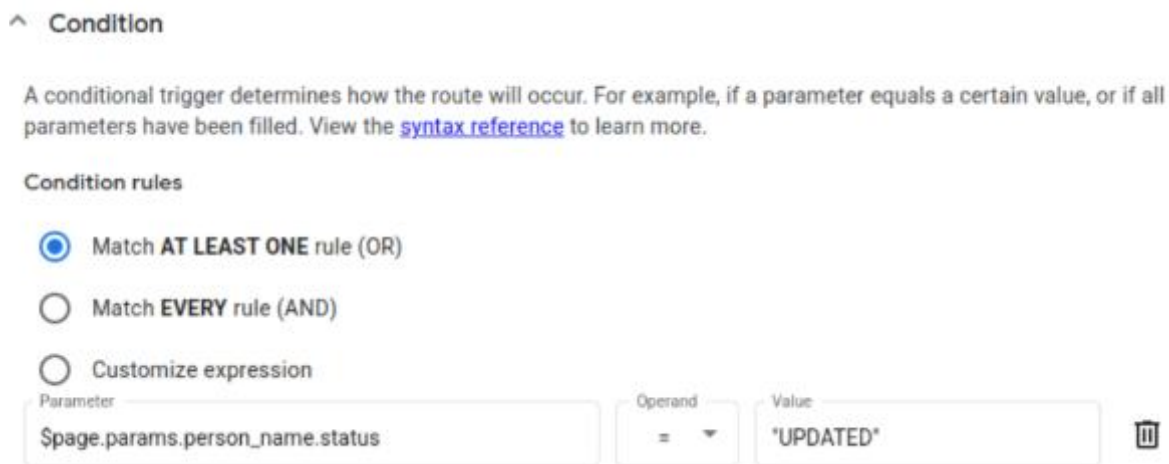 Condition
A conditional trigger determines how the route will occur. For example, if a parameter equals a certain value, or if all
parameters have been filled. View the syntax reference to learn more.
Condition rules
Match AT LEAST ONE rule (OR)
Match EVERY rule (AND)
Customize expression
Parameter Operand Value
$page.params.person_name.status = "UPDATED"